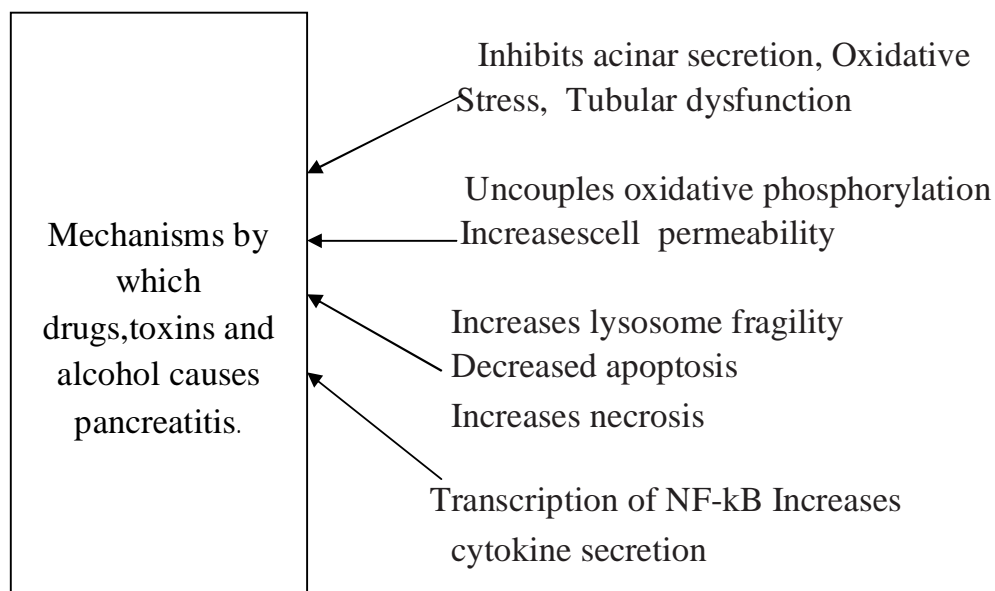 Inhibits acinar secretion, Oxidative
Stress, Tubular dysfunction
Uncouples oxidative phosphorylation
Increasescell permeability
Mechanisms by
which
drugs,toxins and
alcohol causes
pancreatitis.
Increases lysosome fragility
Decreased apoptosis
Increases necrosis
Transcription of NF-kB Increases
cytokine secretion